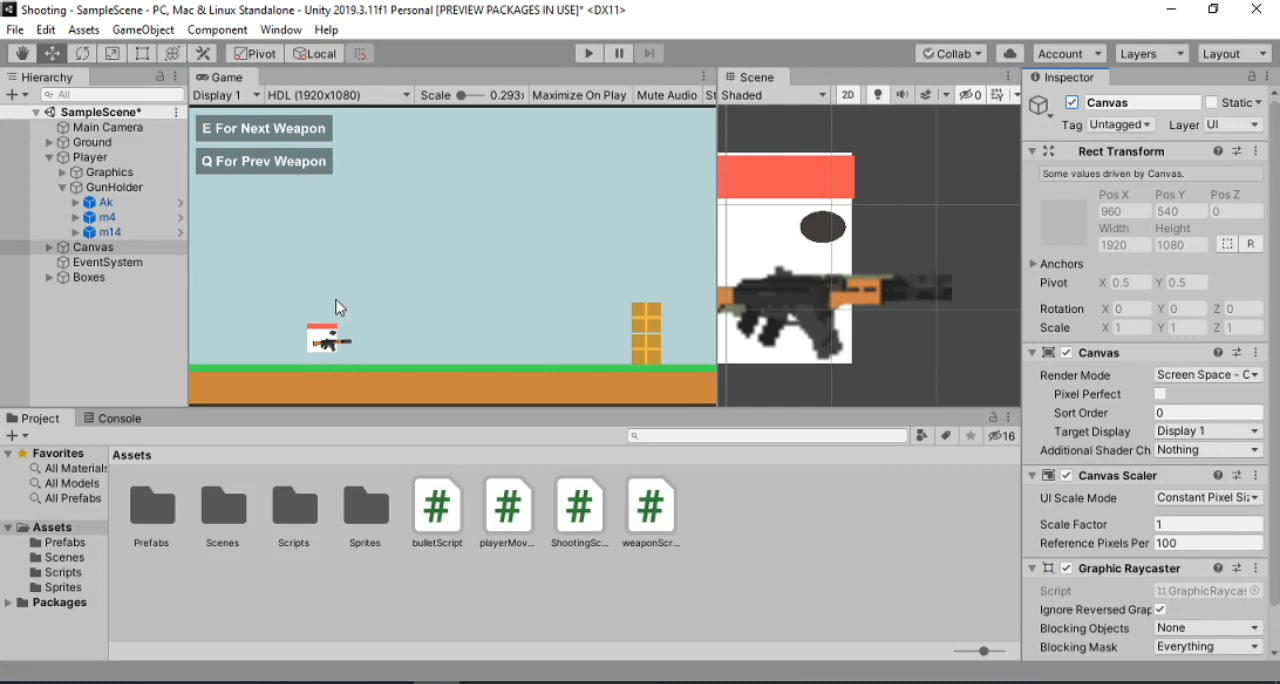 Shooting - SampleScene - PC, Mac & Linux Standalone - Unity 2019.3.11f1 Personal [PREVIEW PACKAGES IN USE]* <DX11>
File Edit Assets GameObject Component Window Help
Pivot Local Collab Account Layers Layout
Hierarchy
All
SampleScene*
Main Camera
Ground
Player
Graphics
GunHolder
Ak
m4
m14
Canvas
EventSystem
Boxes
Game
Display 1 HDL (1920x1080) Scale 0.293 Maximize On Play Mute Audio St
E For Next Weapon
Q For Prev Weapon
Scene
Shaded 2D 0
Inspector
Canvas Static
Tag Untagged Layer UI
Rect Transform
Some values driven by Canvas.
Pos X Pos Y Pos Z
960 540 0
Width Height
1920 1080 R
Anchors
Pivot X 0.5 Y 0.5
Rotation X 0 Y 0 Z 0
Scale X 1 Y 1 Z 1
Canvas
Render Mode Screen Space - O
Pixel Perfect
Sort Order 0
Target Display Display 1
Additional Shader Ch Nothing
Canvas Scaler
UI Scale Mode Constant Pixel Siz
Scale Factor 1
Reference Pixels Per 100
Graphic Raycaster
Script GraphicRaycas
Ignore Reversed Grap
Blocking Objects None
Blocking Mask Everything
Project Console
16
Favorites
All Materials
All Models
All Prefabs
Assets
Prefabs
Scenes
Scripts
Sprites
Packages
Assets
Prefabs Scenes Scripts Sprites bulletScript playerMov... ShootingSc... weaponScr...